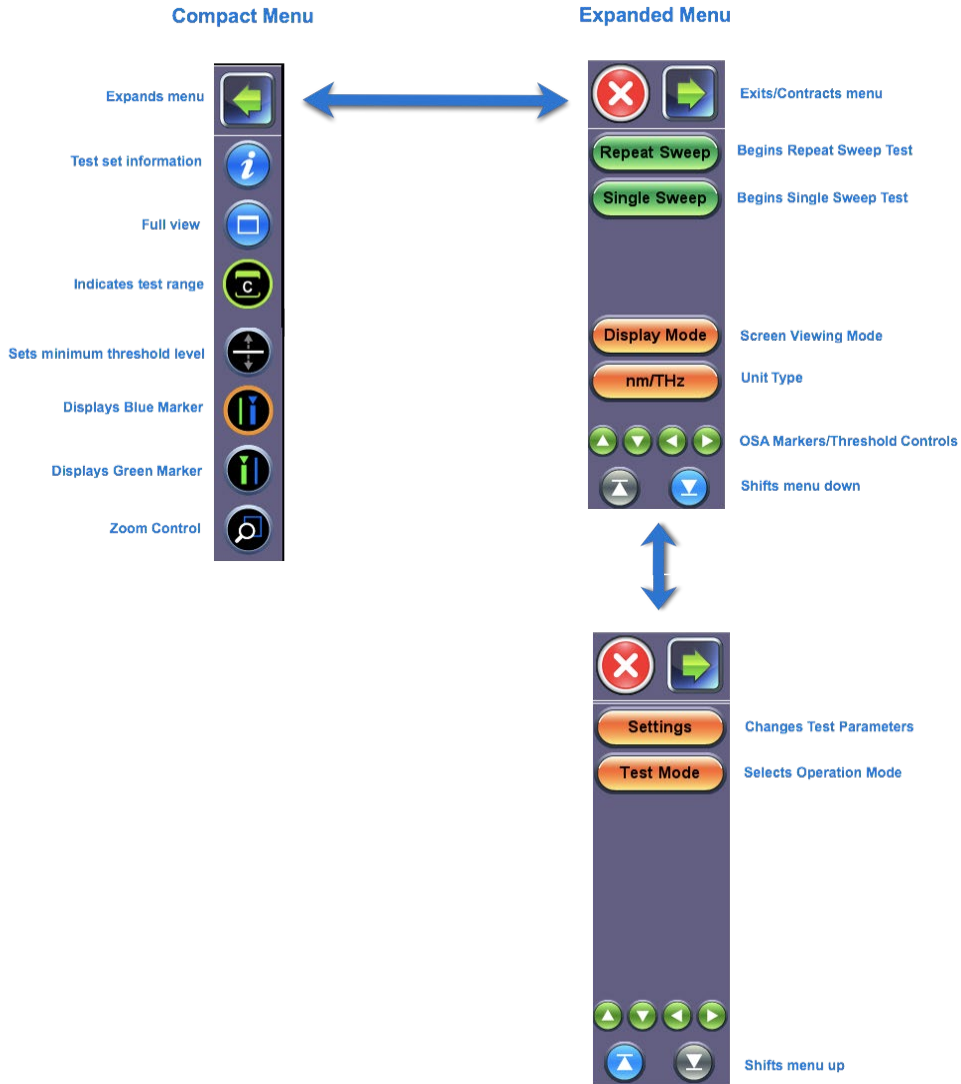 Compact Menu
Expanded Menu
Expands menu
Test set information
Full view
Indicates test range
C
Sets minimum threshold level
Displays Blue Marker
Displays Green Marker
Zoom Control
Exits/Contracts menu
Repeat Sweep
Begins Repeat Sweep Test
Single Sweep
Begins Single Sweep Test
Display Mode
Screen Viewing Mode
nm/THz
Unit Type
OSA Markers/Threshold Controls
Shifts menu down
Settings
Changes Test Parameters
Test Mode
Selects Operation Mode
Shifts menu up